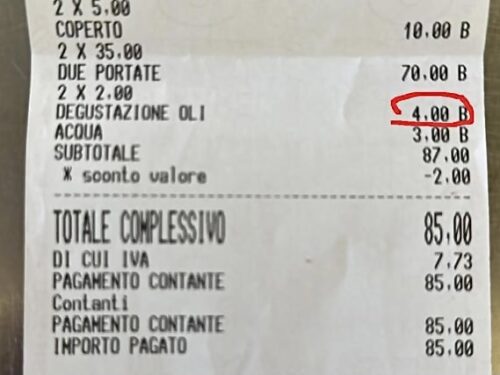 2 X 5.00
COPERTO 10.00 B
2 X 35.00
DUE PORTATE 70.00 B
2 X 2.00
DEGUSTAZIONE OLI 4.00 B
ACQUA 3.00 B
SUBTOTALE 87.00
* sconto valore -2.00
TOTALE COMPLESSIVO 85,00
DI CUI IVA 7,73
PAGAMENTO CONTANTE 85.00
Contanti
PAGAMENTO CONTANTE 85.00
IMPORTO PAGATO 85.00